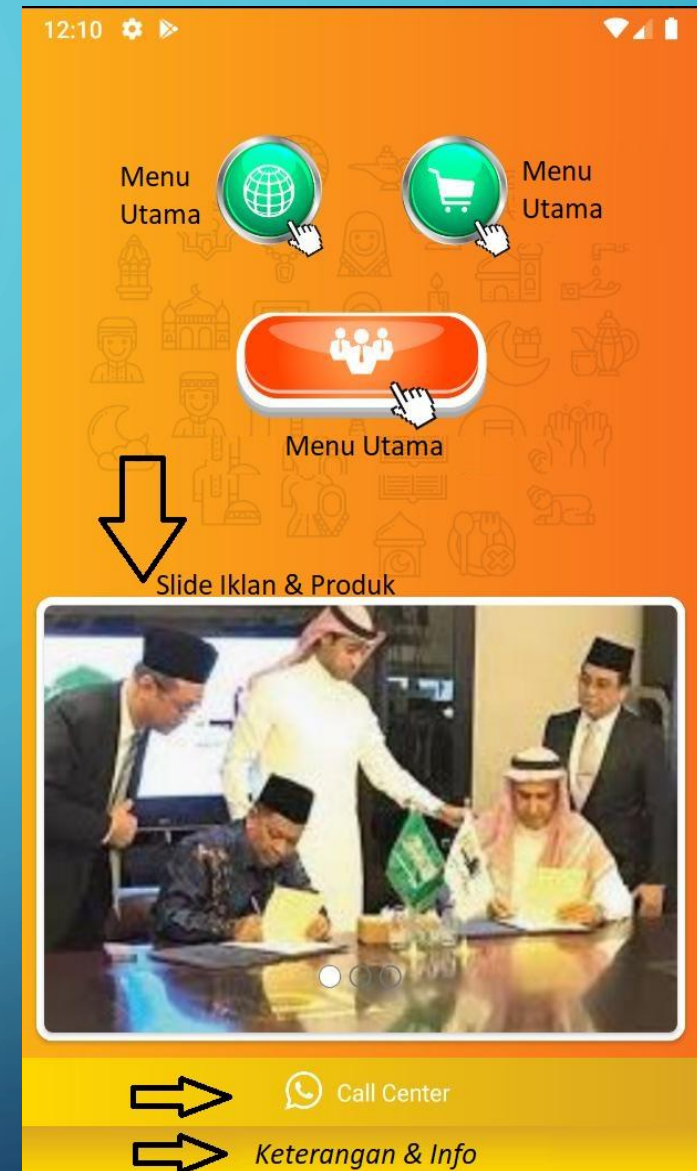 12:10
Menu
Utama
Menu
Utama
Menu Utama
Slide Iklan & Produk
Call Center
Keterangan & Info